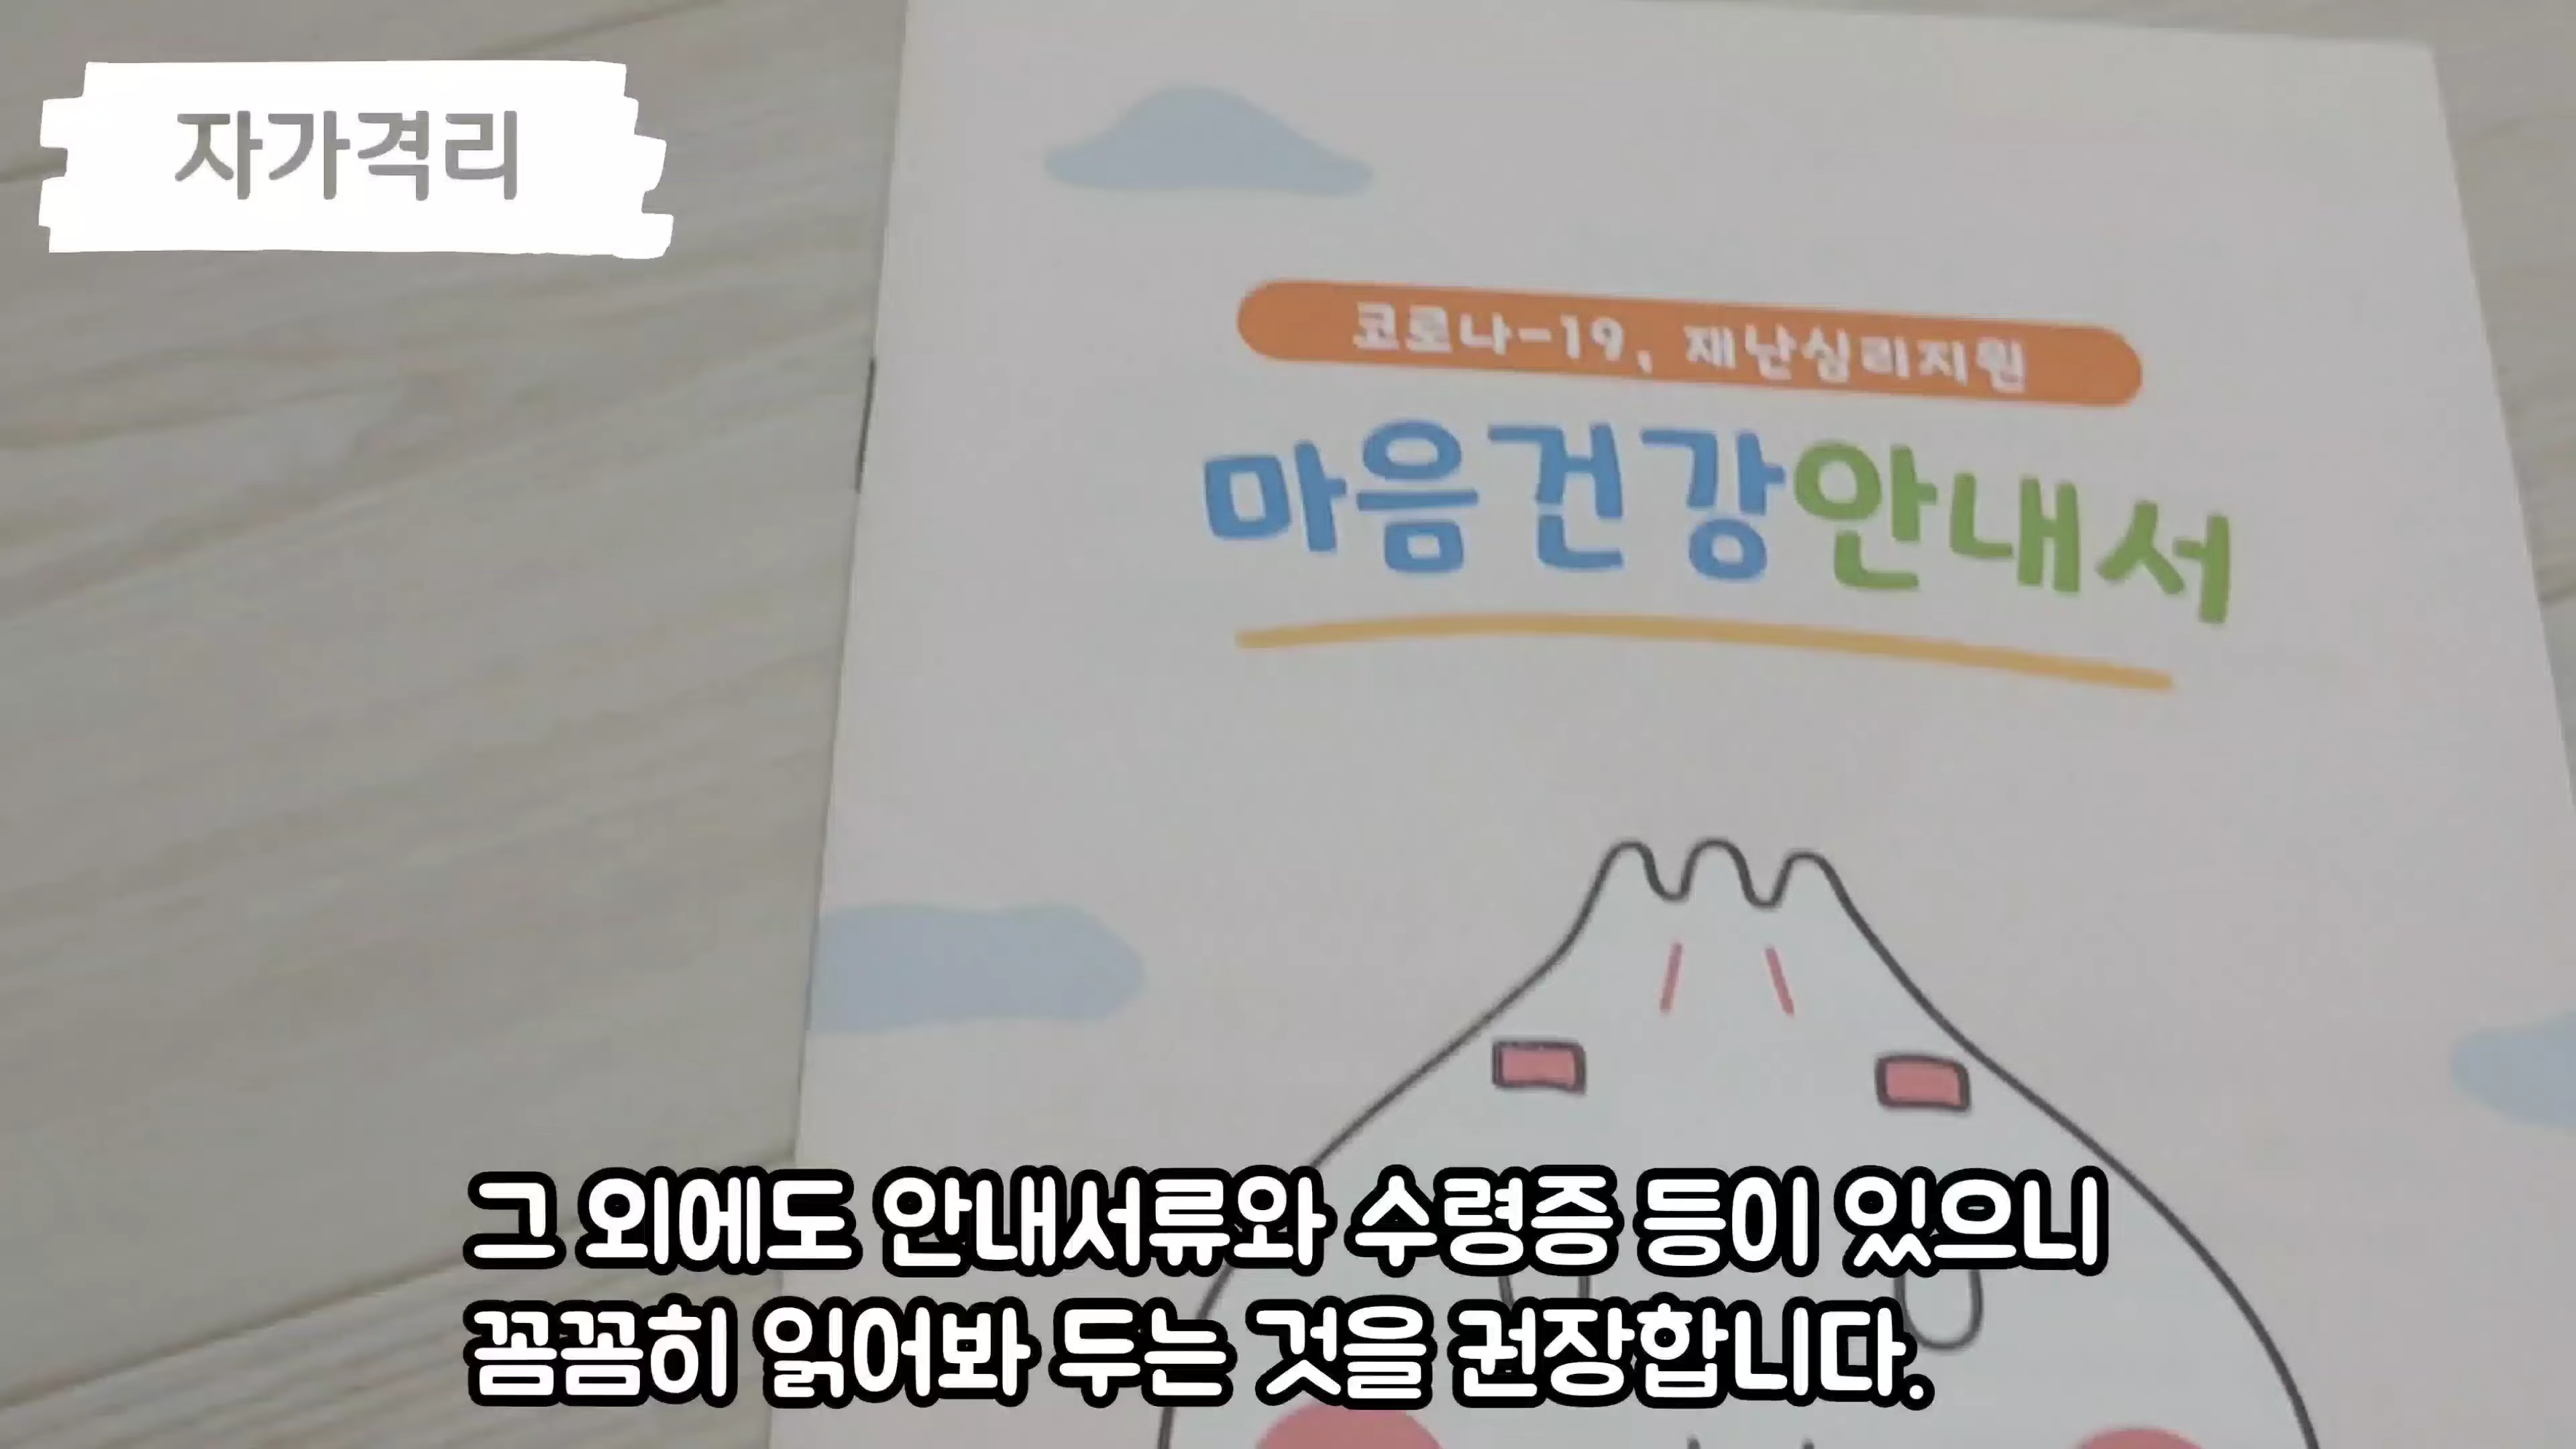 자가격리
코로나-19, 재난심리지원
마음건강안내서
그 외에도 안내서류와 수령증 등이 있으니
꼼꼼히 읽어봐 두는 것을 권장합니다.